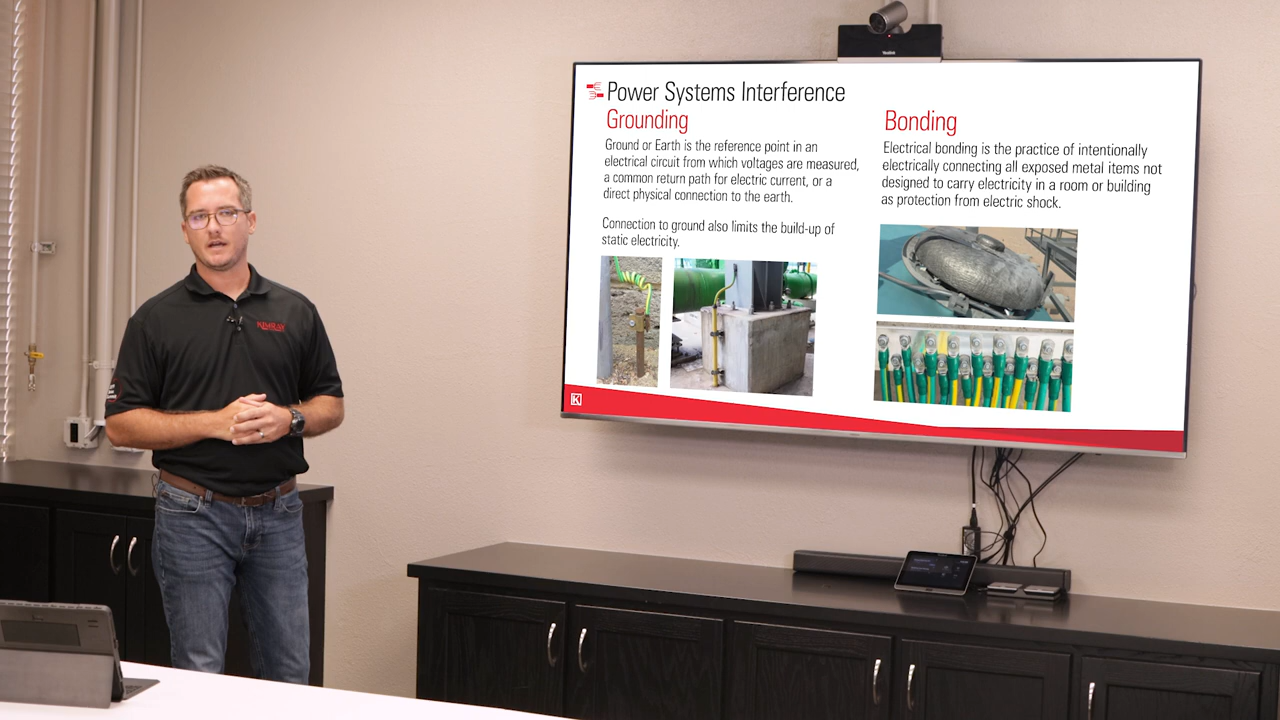 Power Systems Interference
Grounding
Ground or Earth is the reference point in an
electrical circuit from which voltages are measured,
a common return path for electric current, or a
direct physical connection to the earth.
Connection to ground also limits the build-up of
static electricity.
Bonding
Electrical bonding is the practice of intentionally
electrically connecting all exposed metal items not
designed to carry electricity in a room or building
as protection from electric shock.
K
KIMRAY
Yealink